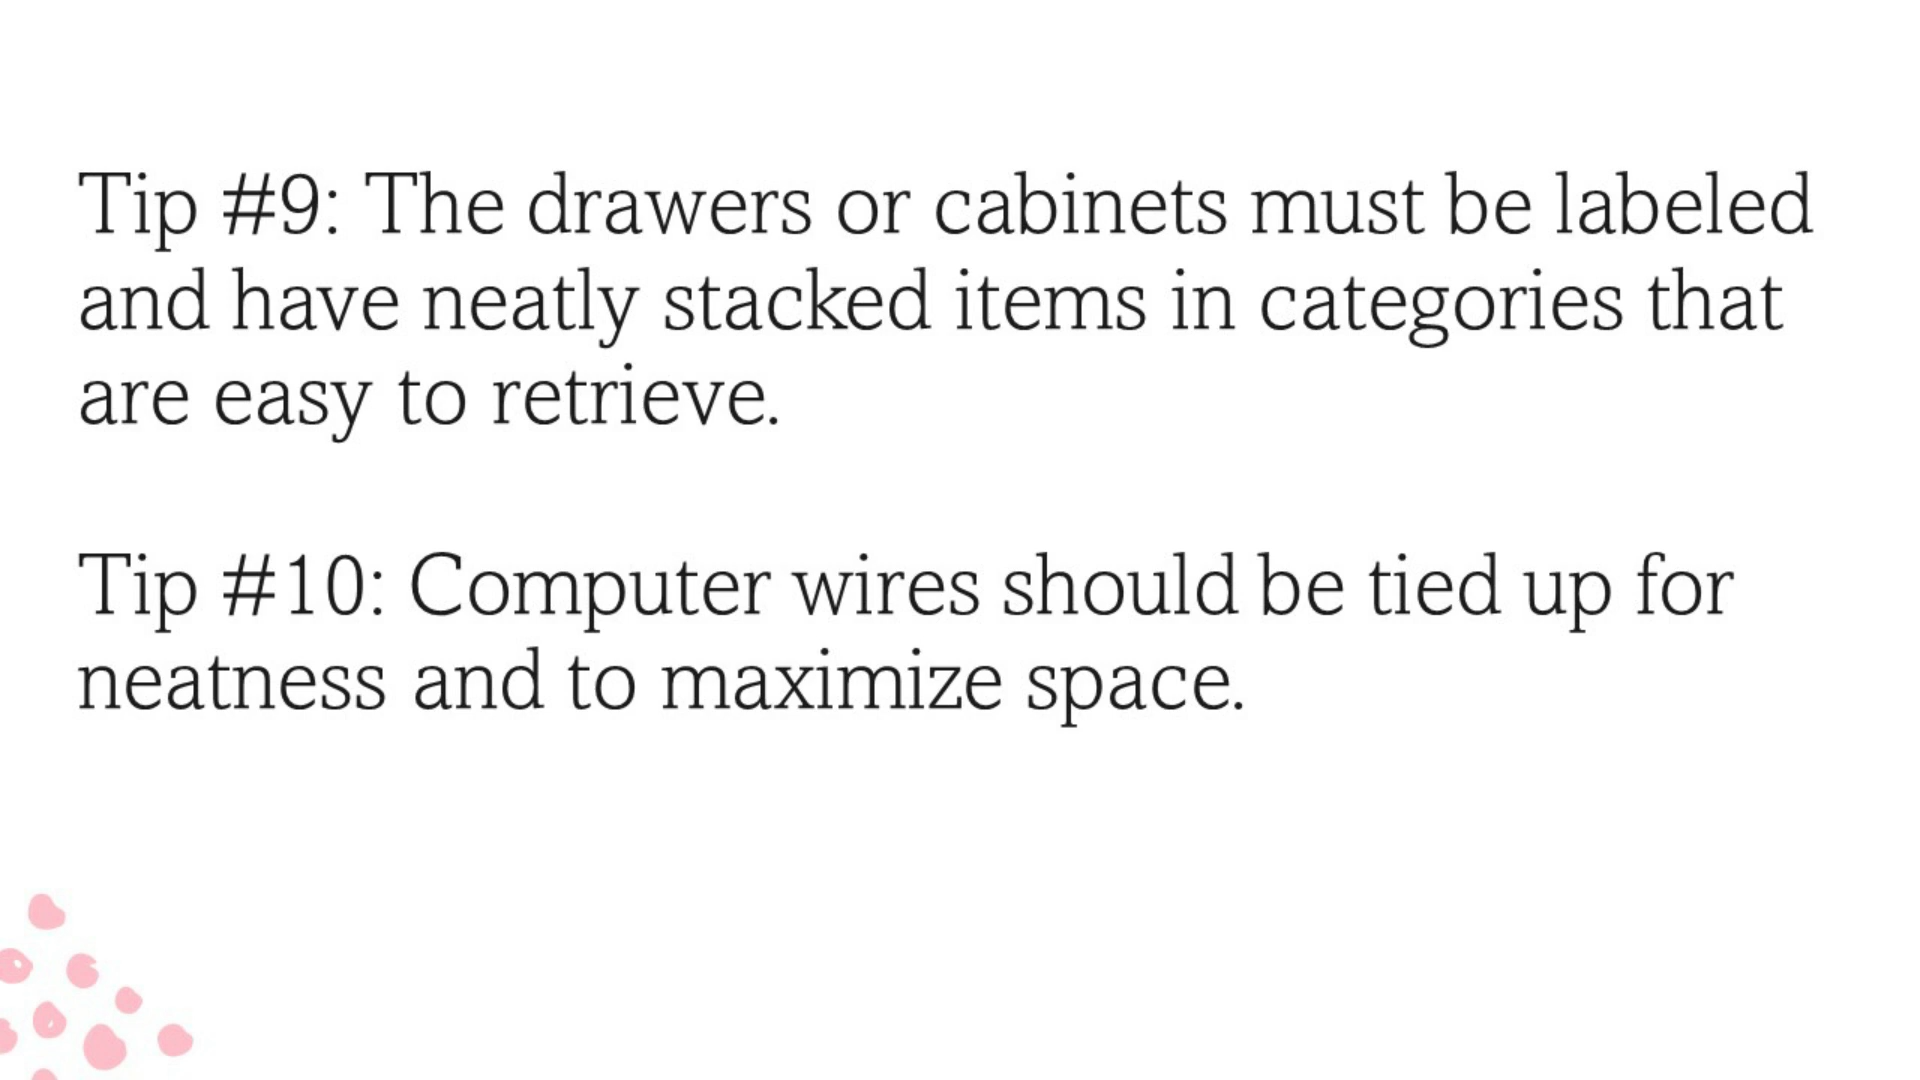 Tip #9: The drawers or cabinets must be labeled
and have neatly stacked items in categories that
are easy to retrieve.
Tip #10: Computer wires should be tied up for
neatness and to maximize space.